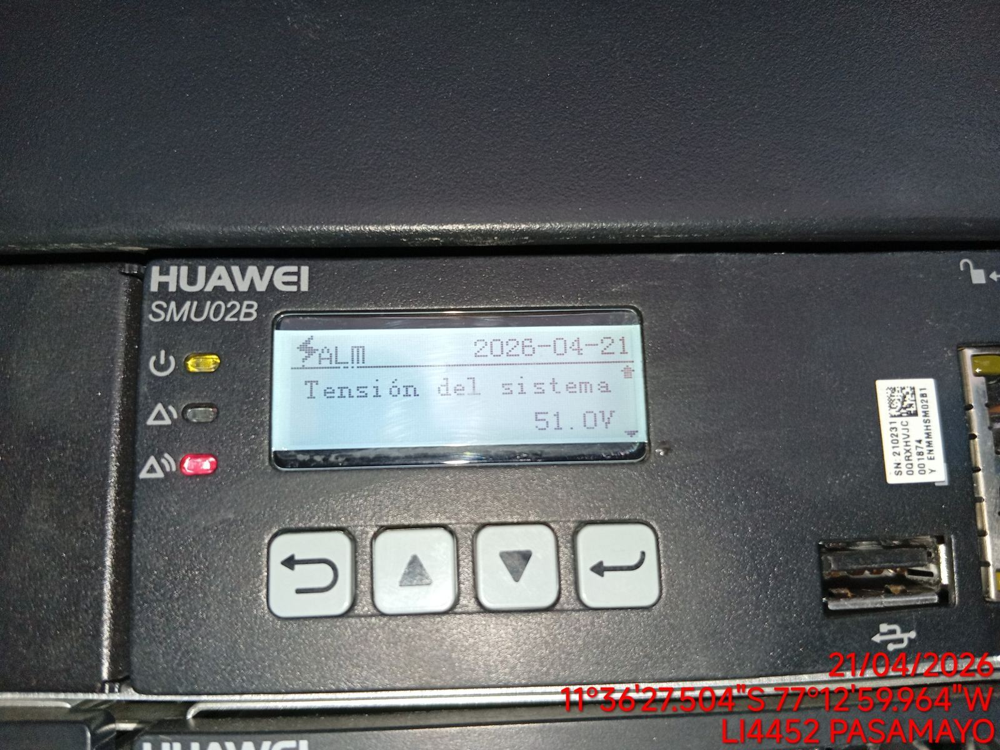 HUAWEI
SMU02B
ALM 2026-04-21
Tensión del sistema
51.0V
SN:210231
0QRXHVJC
001874
Y ENMMHSM02B1
21/04/2026
11°36'27.504"S 77°12'59.964"W
LI4452 PASAMAYO
HUAWEI